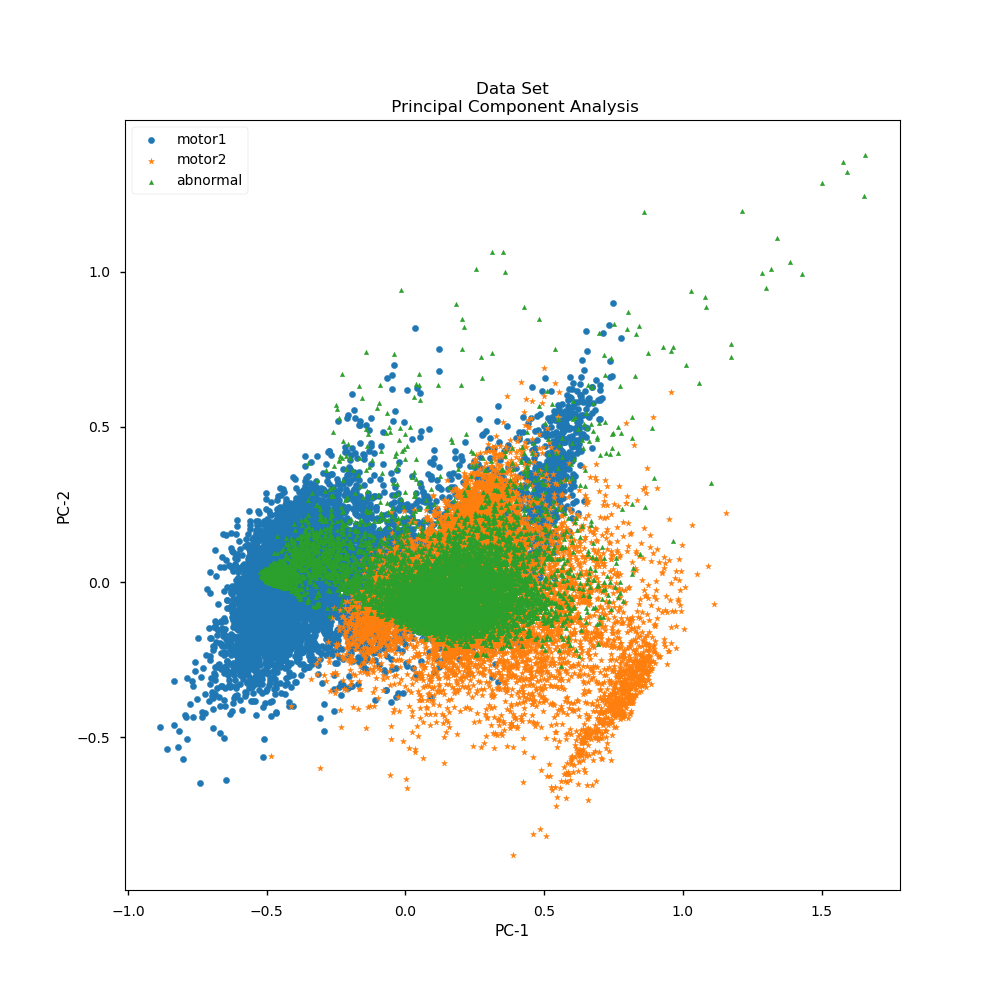 Data Set
Principal Component Analysis
motor1
motor2
abnormal
1.0
0.5
0.0
−0.5
PC-2
−1.0
−0.5
0.0
0.5
1.0
1.5
PC-1